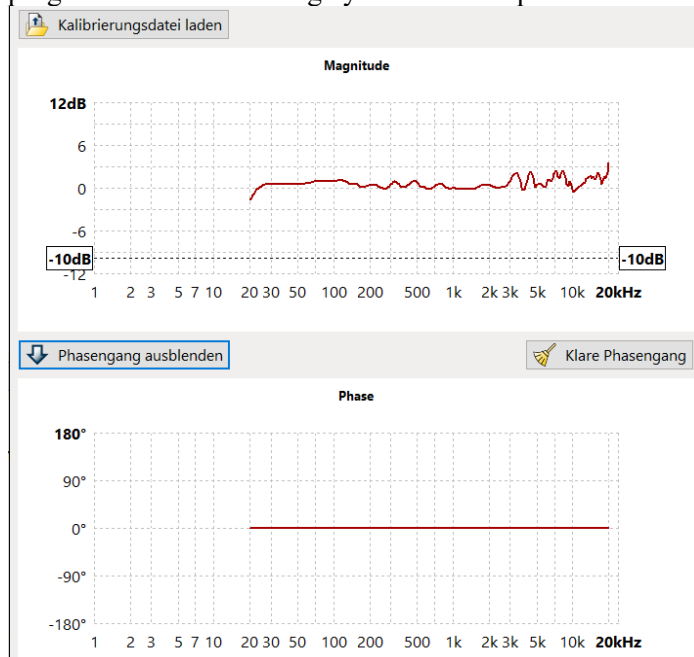 Kalibrierungsdatei laden
Magnitude
12dB
6
0
-6
-10dB -10dB
-12
1 2 3 5 7 10 20 30 50 100 200 500 1k 2k 3k 5k 10k 20kHz
Phasengang ausblenden Klare Phasengang
Phase
180°
90°
0°
-90°
-180°
1 2 3 5 7 10 20 30 50 100 200 500 1k 2k 3k 5k 10k 20kHz